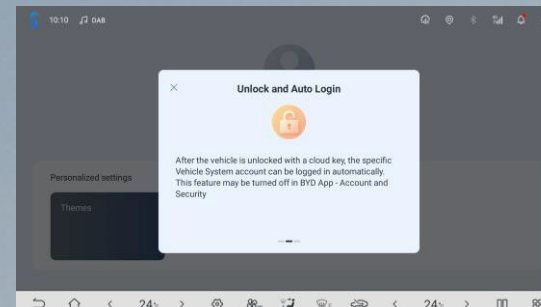 10:10 DAB
Unlock and Auto Login
After the vehicle is unlocked with a cloud key, the specific
Vehicle System account can be logged in automatically.
This feature may be turned off in BYD App - Account and
Security
Personalized settings
Themes
24 24